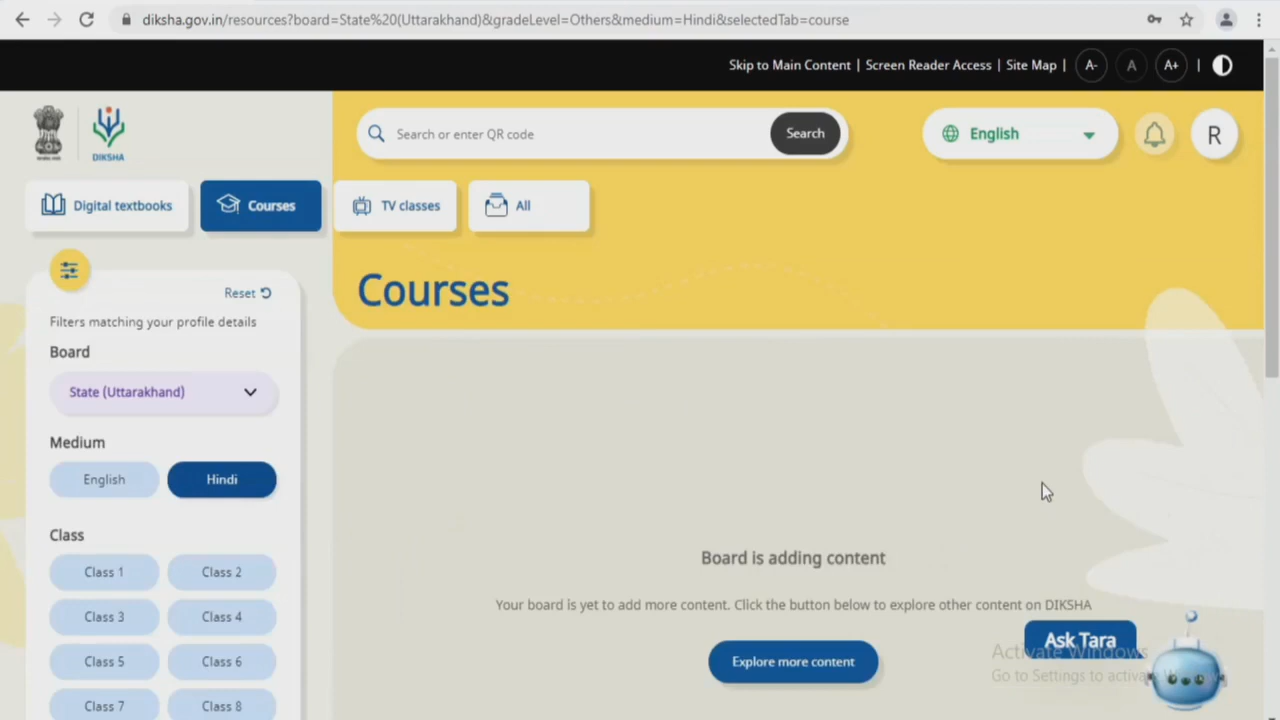 diksha.gov.in/resources?board=State%20(Uttarakhand)&gradeLevel=Others&medium=Hindi&selectedTab=course
Skip to Main Content | Screen Reader Access | Site Map | A- A A+ |
DIKSHA
Search or enter QR code
Search
English
R
Digital textbooks
Courses
TV classes
All
Courses
Reset
Filters matching your profile details
Board
State (Uttarakhand)
Medium
English Hindi
Class
Class 1 Class 2
Class 3 Class 4
Class 5 Class 6
Class 7 Class 8
Board is adding content
Your board is yet to add more content. Click the button below to explore other content on DIKSHA
Explore more content
Ask Tara
Activate Windows
Go to Settings to activate